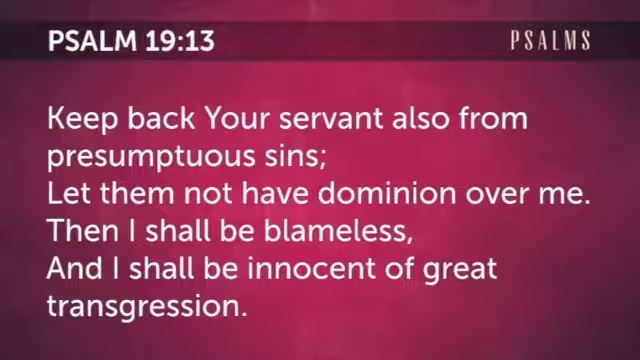 PSALM 19:13 PSALMS
Keep back Your servant also from
presumptuous sins;
Let them not have dominion over me.
Then I shall be blameless,
And I shall be innocent of great
transgression.